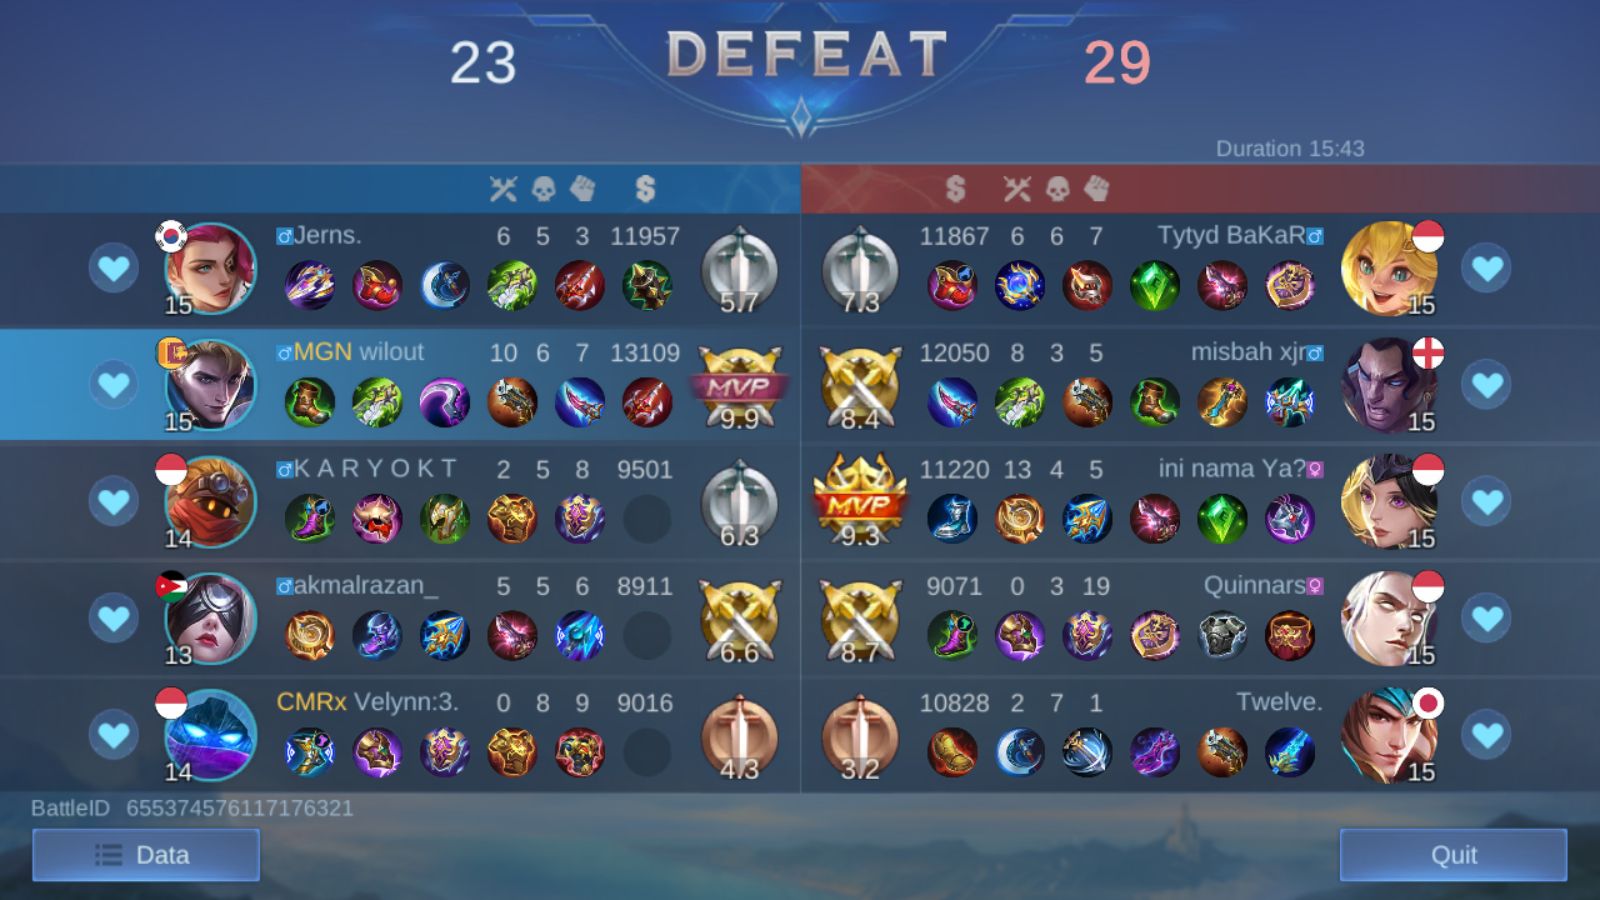 23 DEFEAT 29
Duration 15:43
Jerns. 6 5 3 11957
15 5.7
7.3 11867 6 6 7 Tytyd BaKaR
15
MGN wilout 10 6 7 13109
15 MVP 9.9
8.4 12050 8 3 5 misbah xjr
15
K A R Y O K T 2 5 8 9501
14 6.3
MVP 9.3 11220 13 4 5 ini nama Ya?
15
akmalrazan_ 5 5 6 8911
13 6.6
8.7 9071 0 3 19 Quinnars
15
CMRx Velynn:3. 0 8 9 9016
14 4.3
3.2 10828 2 7 1 Twelve.
15
BattleID 655374576117176321
Data
Quit